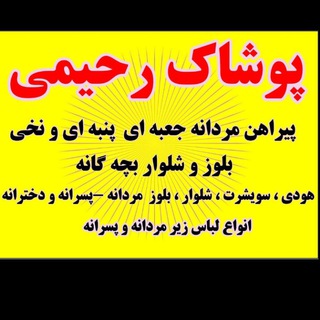 پوشاک رحیمی
پیراهن مردانه جعبه ای پنبه ای و نخی
بلوز و شلوار بچه گانه
هودی ، سویشرت ، شلوار ، بلوز مردانه -پسرانه و دخترانه
انواع لباس زیر مردانه و پسرانه